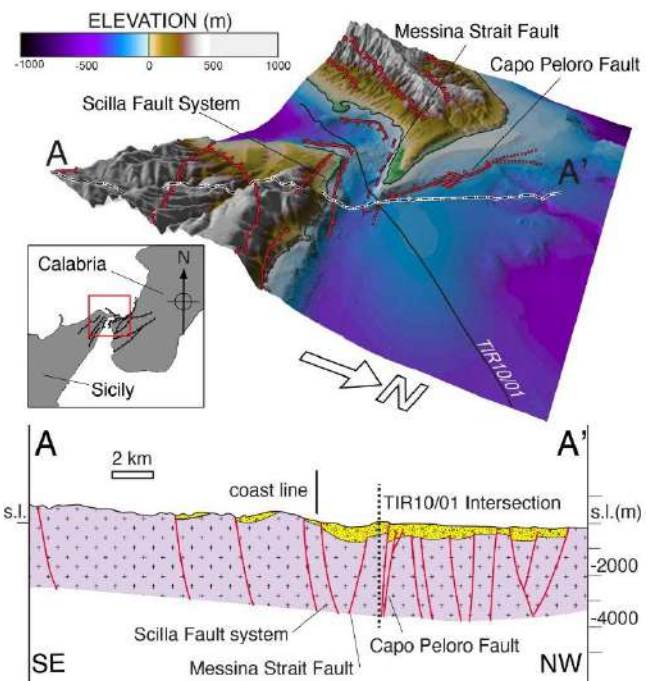 ELEVATION (m)
-1000
-500
0
500
1000
Messina Strait Fault
Capo Peloro Fault
Scilla Fault System
A
A'
Calabria
N
Sicily
TIR10/01
N
A
A'
2 km
coast line
TIR10/01 Intersection
s.l.
s.l.(m)
-2000
-4000
Scilla Fault system
Capo Peloro Fault
Messina Strait Fault
SE
NW